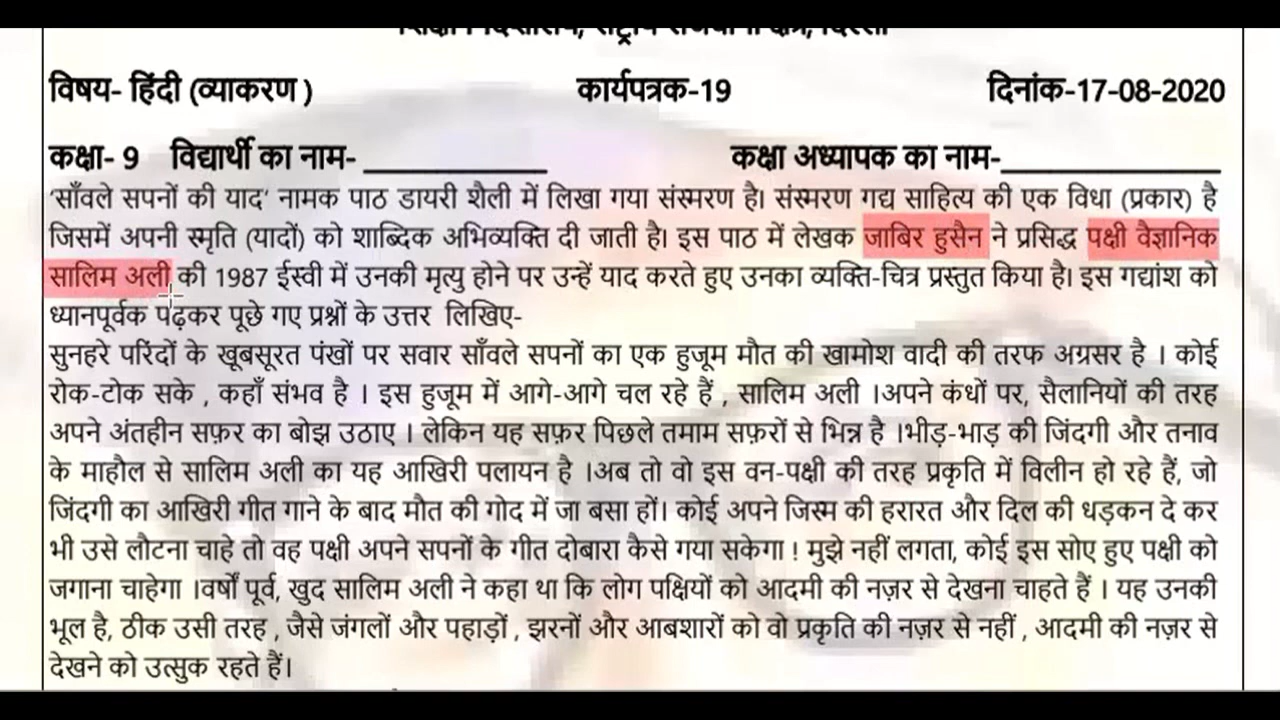 विषय- हिंदी (व्याकरण ) कार्यपत्रक-19 दिनांक-17-08-2020
कक्षा- 9 विद्यार्थी का नाम-____________ कक्षा अध्यापक का नाम-______________
'साँवले सपनों की याद' नामक पाठ डायरी शैली में लिखा गया संस्मरण है। संस्मरण गद्य साहित्य की एक विधा (प्रकार) है
जिसमें अपनी स्मृति (यादों) को शाब्दिक अभिव्यक्ति दी जाती है। इस पाठ में लेखक जाबिर हुसैन ने प्रसिद्ध पक्षी वैज्ञानिक
सालिम अली की 1987 ईस्वी में उनकी मृत्यु होने पर उन्हें याद करते हुए उनका व्यक्ति-चित्र प्रस्तुत किया है। इस गद्यांश को
ध्यानपूर्वक पढ़कर पूछे गए प्रश्नों के उत्तर लिखिए-
सुनहरे परिंदों के खूबसूरत पंखों पर सवार साँवले सपनों का एक हुजूम मौत की खामोश वादी की तरफ अग्रसर है । कोई
रोक-टोक सके , कहाँ संभव है । इस हुजूम में आगे-आगे चल रहे हैं , सालिम अली ।अपने कंधों पर, सैलानियों की तरह
अपने अंतहीन सफ़र का बोझ उठाए । लेकिन यह सफ़र पिछले तमाम सफ़रों से भिन्न है ।भीड़-भाड़ की जिंदगी और तनाव
के माहौल से सालिम अली का यह आखिरी पलायन है ।अब तो वो इस वन-पक्षी की तरह प्रकृति में विलीन हो रहे हैं, जो
जिंदगी का आखिरी गीत गाने के बाद मौत की गोद में जा बसा हों। कोई अपने जिस्म की हरारत और दिल की धड़कन दे कर
भी उसे लौटना चाहे तो वह पक्षी अपने सपनों के गीत दोबारा कैसे गया सकेगा ! मुझे नहीं लगता, कोई इस सोए हुए पक्षी को
जगाना चाहेगा ।वर्षों पूर्व, खुद सालिम अली ने कहा था कि लोग पक्षियों को आदमी की नज़र से देखना चाहते हैं । यह उनकी
भूल है, ठीक उसी तरह , जैसे जंगलों और पहाड़ों , झरनों और आबशारों को वो प्रकृति की नज़र से नहीं , आदमी की नज़र से
देखने को उत्सुक रहते हैं।